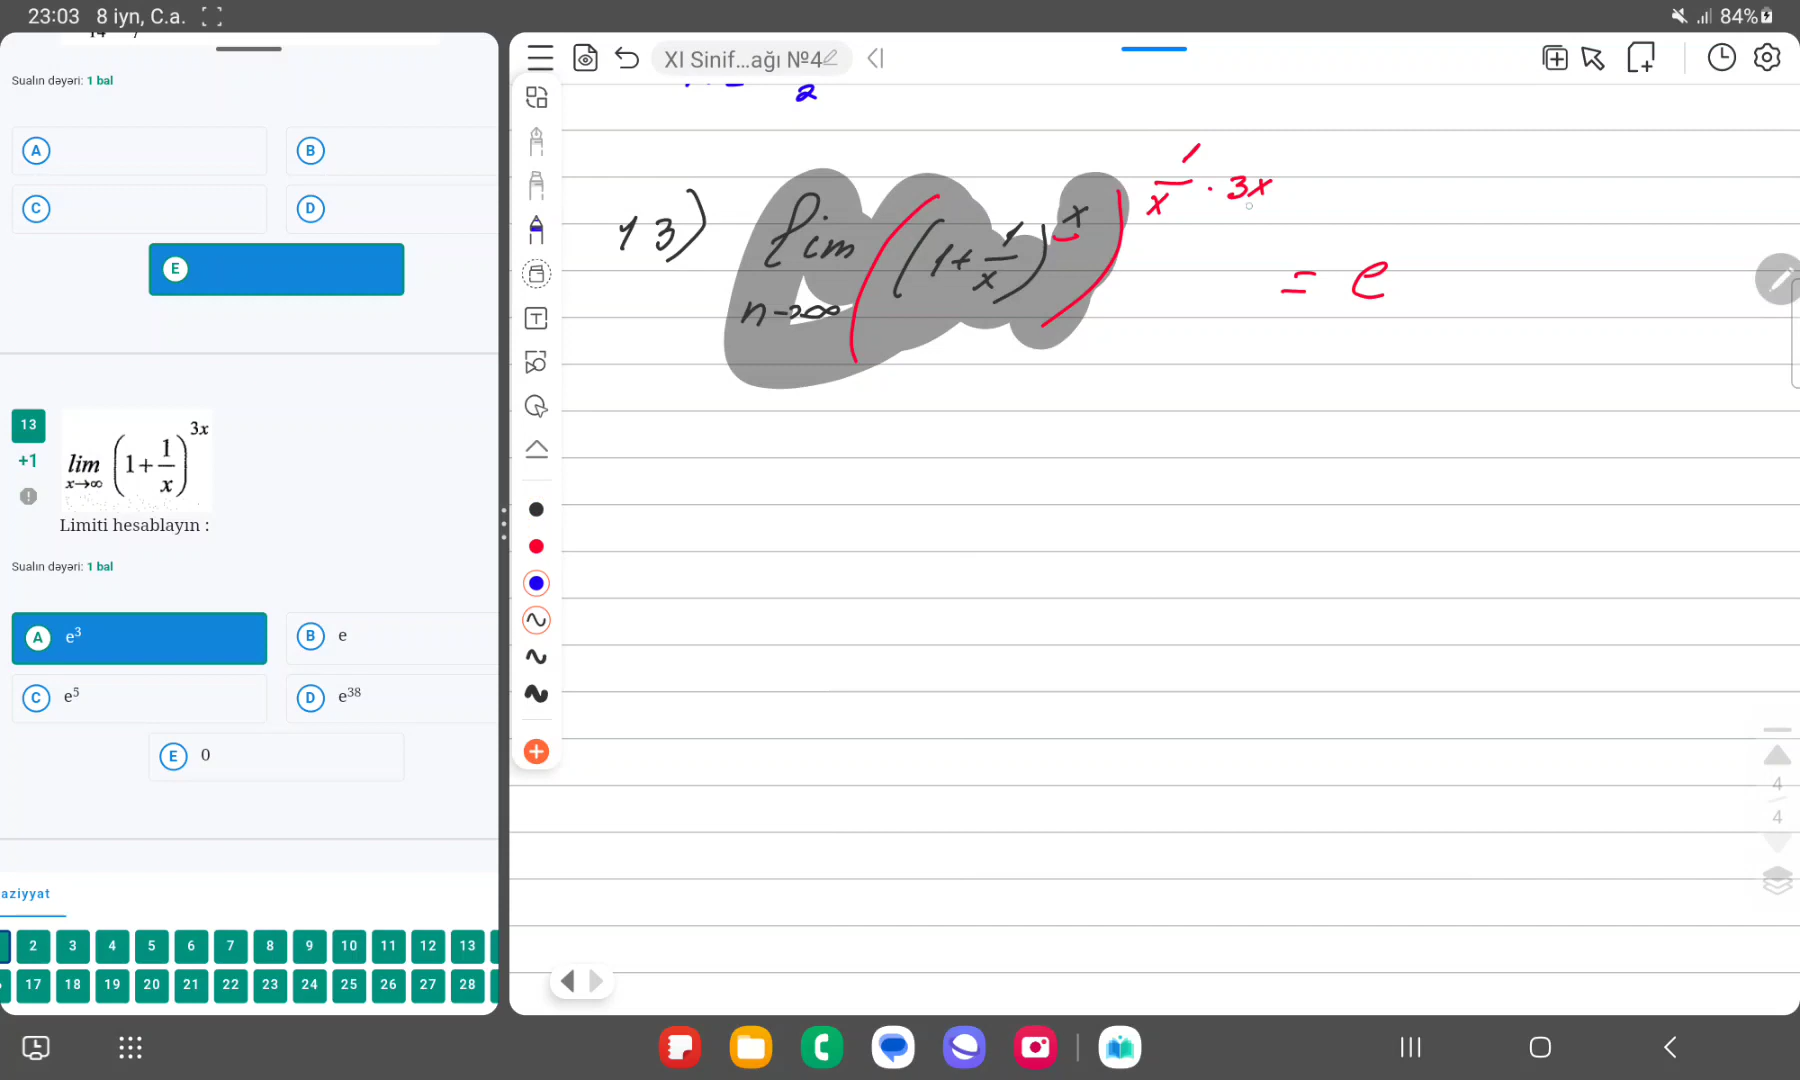 23:03 8 iyn, C.a.
84%
14 7
Sualın dəyəri: 1 bal
A
B
C
D
E
13
+1
lim x→∞ (1+1/x)^3x
Limiti hesablayın :
Sualın dəyəri: 1 bal
A e³
B e
C e⁵
D e³⁸
E 0
aziyyat
2 3 4 5 6 7 8 9 10 11 12 13
17 18 19 20 21 22 23 24 25 26 27 28
XI Sinif...ağı №4
2
13) lim n→∞ ((1+1/x)^x)^1/x · 3x = e
4
4